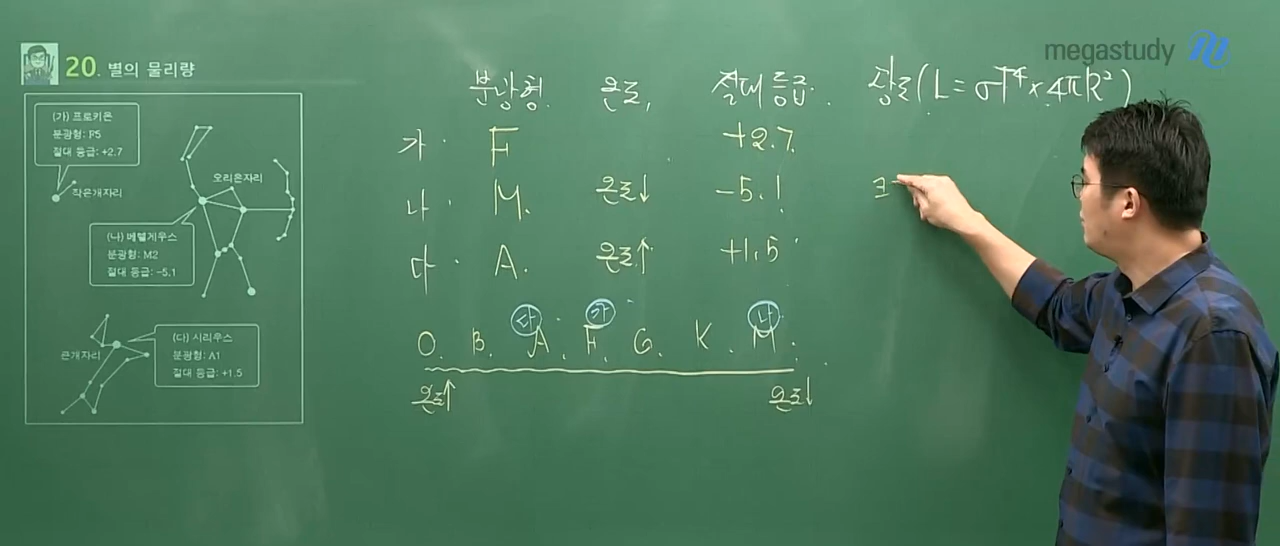 megastudy
20. 별의 물리량
(가) 프로키온
분광형: F5
절대 등급: +2.7
작은개자리
오리온자리
(나) 베텔게우스
분광형: M2
절대 등급: -5.1
(다) 시리우스
분광형: A1
절대 등급: +1.5
큰개자리
분광형. 온도, 절대등급. 광도(L = σT⁴ × 4πR²)
가. F +2.7.
나. M. 온도↓ -5.1
다. A. 온도↑ +1.5
다 가 나
O. B. A. F. G. K. M.
온도↑ 온도↓